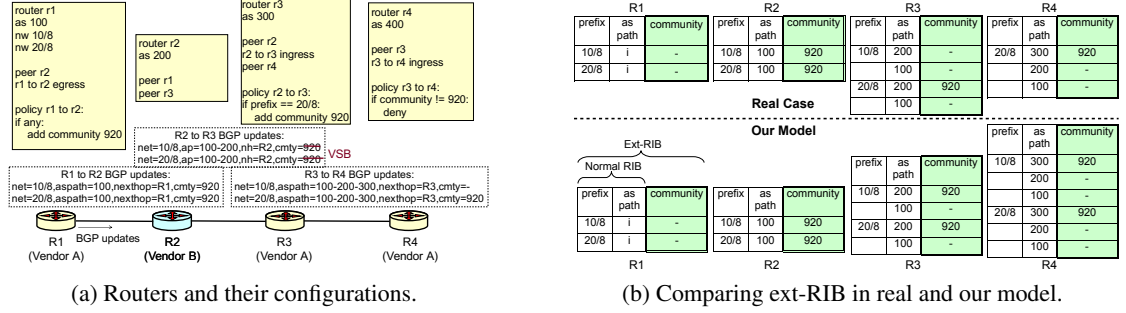 router r1
as 100
nw 10/8
nw 20/8
peer r2
r1 to r2 egress
policy r1 to r2:
if any:
add community 920
router r2
as 200
peer r1
peer r3
router r3
as 300
peer r2
r2 to r3 ingress
peer r4
policy r2 to r3:
if prefix == 20/8:
add community 920
router r4
as 400
peer r3
r3 to r4 ingress
policy r3 to r4:
if community != 920:
deny
R2 to R3 BGP updates:
net=10/8,ap=100-200,nh=R2,cmty=920
net=20/8,ap=100-200,nh=R2,cmty=920
VSB
R1 to R2 BGP updates:
net=10/8,aspath=100,nexthop=R1,cmty=920
net=20/8,aspath=100,nexthop=R1,cmty=920
R3 to R4 BGP updates:
net=10/8,aspath=100-200-300,nexthop=R3,cmty=-
net=20/8,aspath=100-200-300,nexthop=R3,cmty=920
BGP updates
R1
(Vendor A)
R2
(Vendor B)
R3
(Vendor A)
R4
(Vendor A)
(a) Routers and their configurations.
R1
prefix as path community
10/8 i -
20/8 i -
R2
prefix as path community
10/8 100 920
20/8 100 920
R3
prefix as path community
10/8 200 -
100 -
20/8 200 920
100 -
R4
prefix as path community
20/8 300 920
200 -
100 -
Real Case
Our Model
Ext-RIB
Normal RIB
prefix as path community
10/8 i -
20/8 i -
R1
prefix as path community
10/8 100 920
20/8 100 920
R2
prefix as path community
10/8 200 920
100 -
20/8 200 920
100 -
R3
prefix as path community
10/8 300 920
200 -
100 -
20/8 300 920
200 -
100 -
R4
(b) Comparing ext-RIB in real and our model.